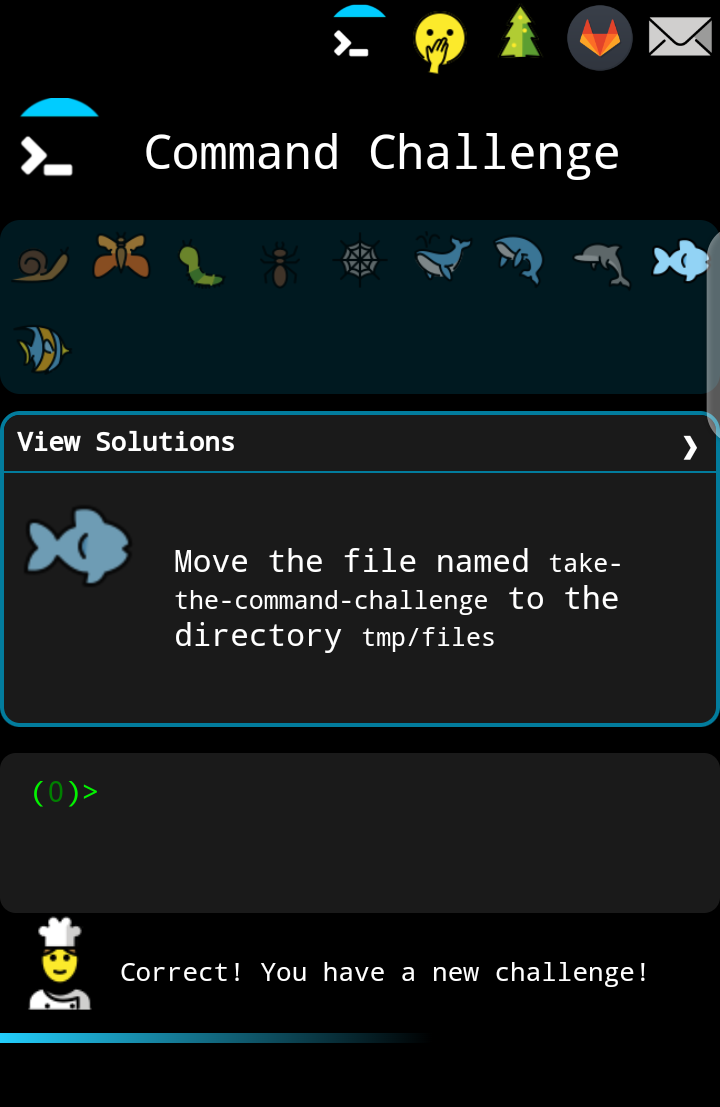 Command Challenge
View Solutions ❯
Move the file named take-
the-command-challenge to the
directory tmp/files
(0)>
Correct! You have a new challenge!